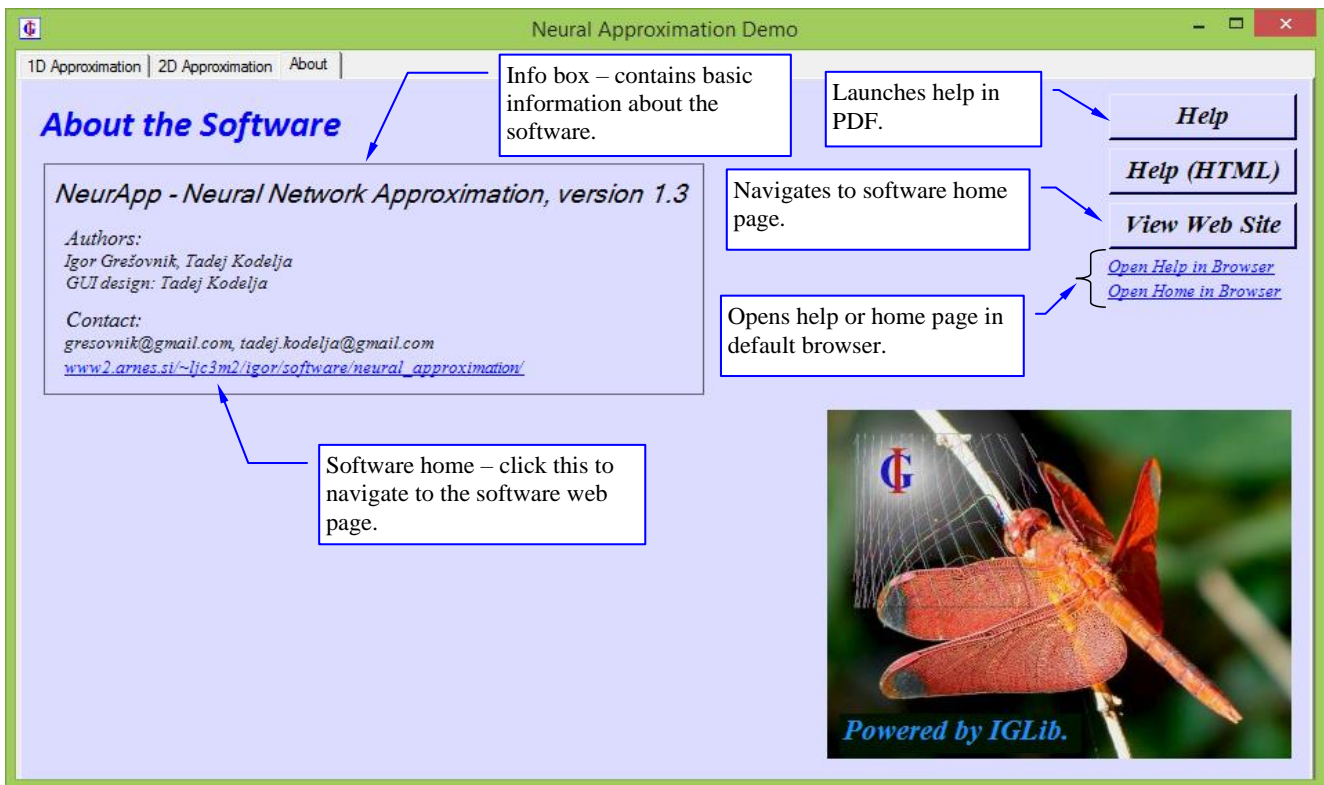 Neural Approximation Demo
1D Approximation
2D Approximation
About
About the Software
Info box – contains basic
information about the
software.
Launches help in
PDF.
Help
Help (HTML)
View Web Site
Open Help in Browser
Open Home in Browser
Navigates to software home
page.
Opens help or home page in
default browser.
NeurApp - Neural Network Approximation, version 1.3
Authors:
Igor Grešovnik, Tadej Kodelja
GUI design: Tadej Kodelja
Contact:
gresovnik@gmail.com, tadej.kodelja@gmail.com
www2.arnes.si/~ljc3m2/igor/software/neural_approximation/
Software home – click this to
navigate to the software web
page.
IG
Powered by IGLib.